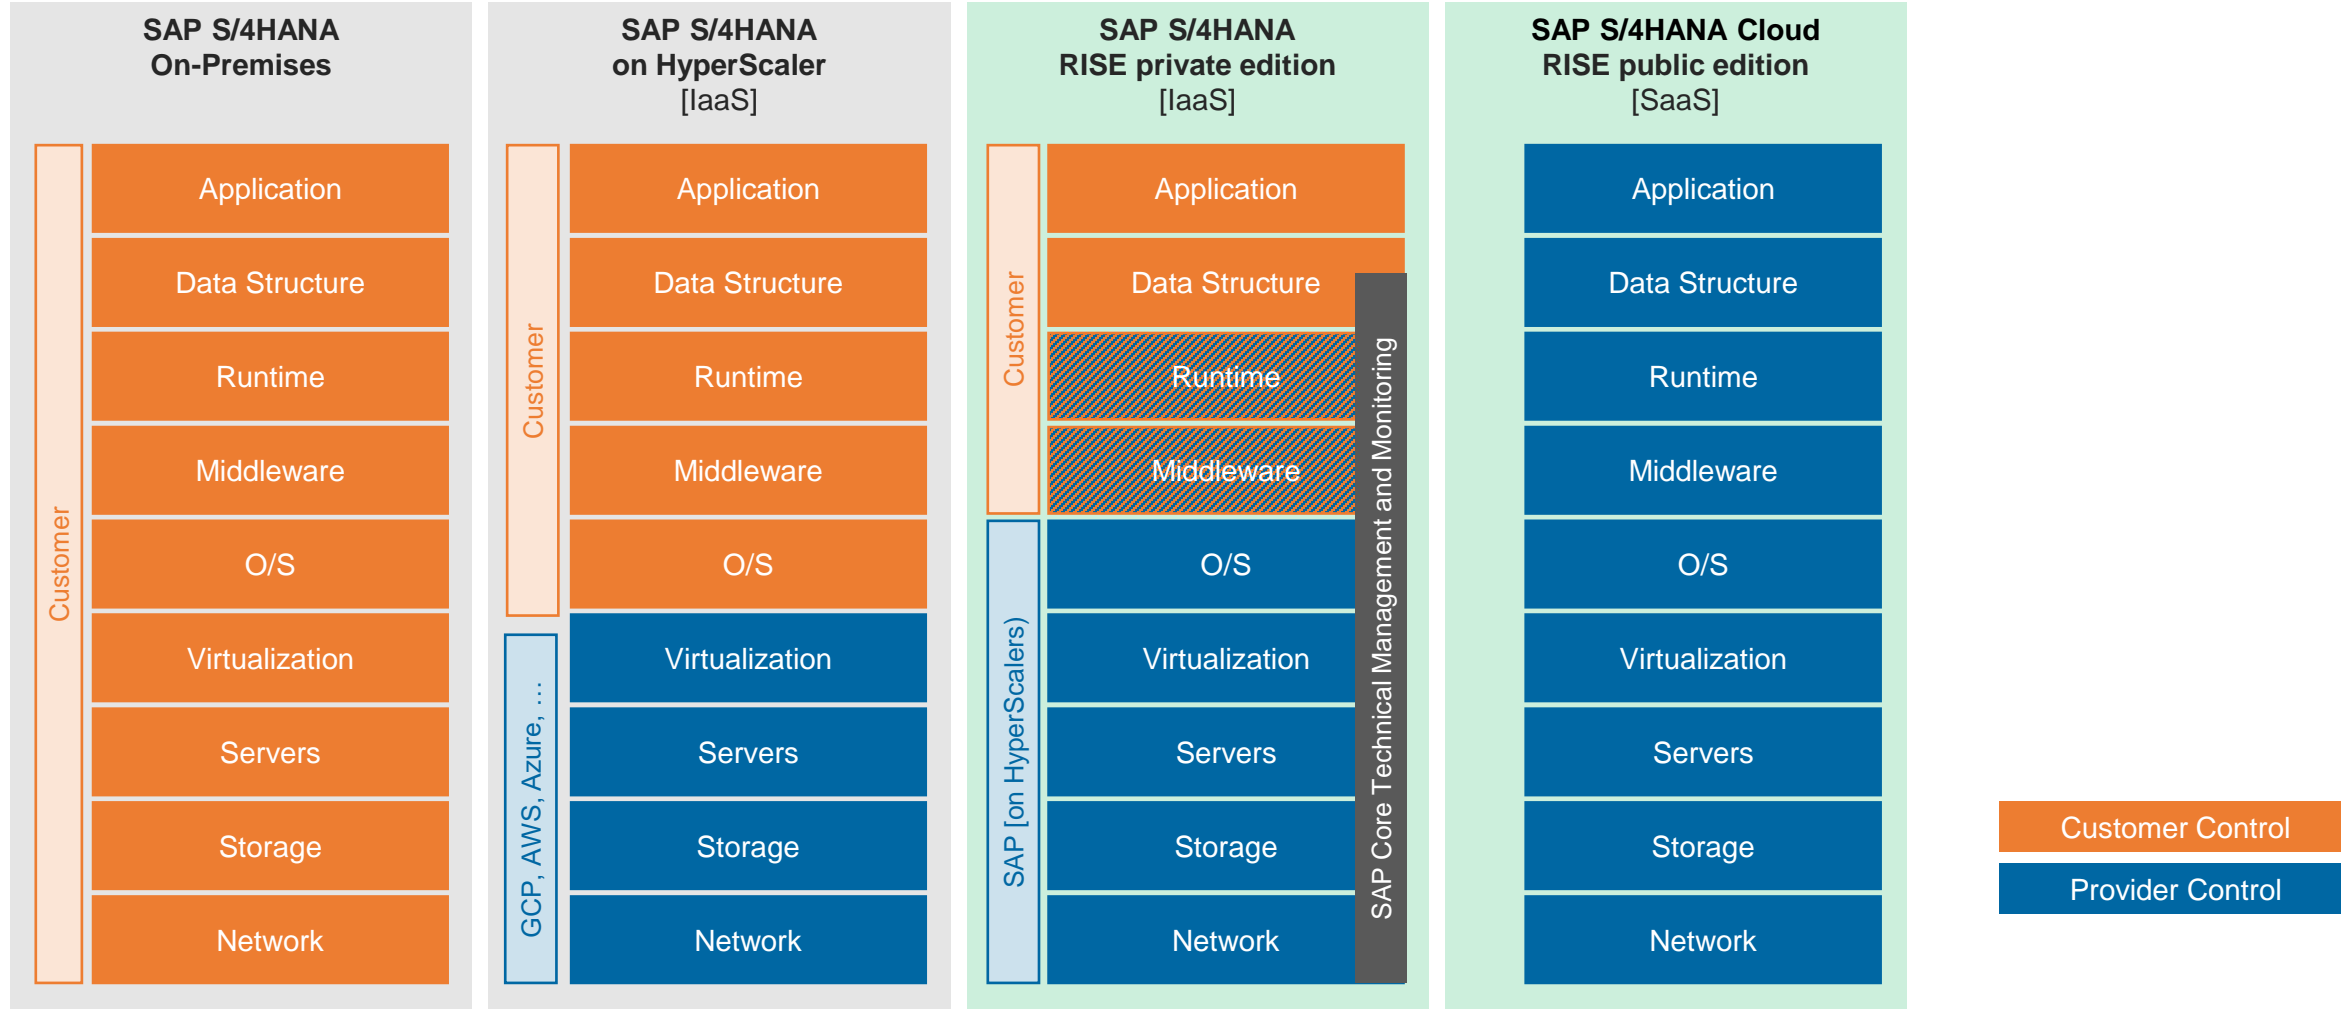 SAP S/4HANA
On-Premises
Customer
Application
Data Structure
Runtime
Middleware
O/S
Virtualization
Servers
Storage
Network
SAP S/4HANA
on HyperScaler
[IaaS]
Customer
GCP, AWS, Azure, …
Application
Data Structure
Runtime
Middleware
O/S
Virtualization
Servers
Storage
Network
SAP S/4HANA
RISE private edition
[IaaS]
Customer
SAP [on HyperScalers)
Application
Data Structure
Runtime
Middleware
O/S
Virtualization
Servers
Storage
Network
SAP Core Technical Management and Monitoring
SAP S/4HANA Cloud
RISE public edition
[SaaS]
Application
Data Structure
Runtime
Middleware
O/S
Virtualization
Servers
Storage
Network
Customer Control
Provider Control